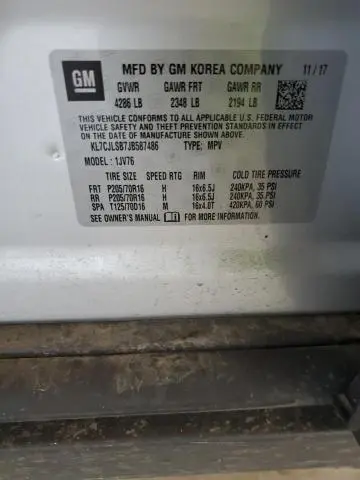 GM
MFD BY GM KOREA COMPANY 11/17
GVWR GAWR FRT GAWR RR
4286 LB 2348 LB 2194 LB
THIS VEHICLE CONFORMS TO ALL APPLICABLE U.S. FEDERAL MOTOR
VEHICLE SAFETY, BUMPER, AND THEFT PREVENTION STANDARDS IN
EFFECT ON THE DATE OF MANUFACTURE SHOWN ABOVE.
KL7CJLSB7JB587486 TYPE: MPV
MODEL: 1JV76
TIRE SIZE SPEED RTG RIM COLD TIRE PRESSURE
FRT P205/70R16 H 16x6.5J 240KPA, 35 PSI
RR P205/70R16 H 16x6.5J 240KPA, 35 PSI
SPA T125/70D16 M 16x4.0T 420KPA, 60 PSI
SEE OWNER'S MANUAL FOR ADDITIONAL INFORMATION.